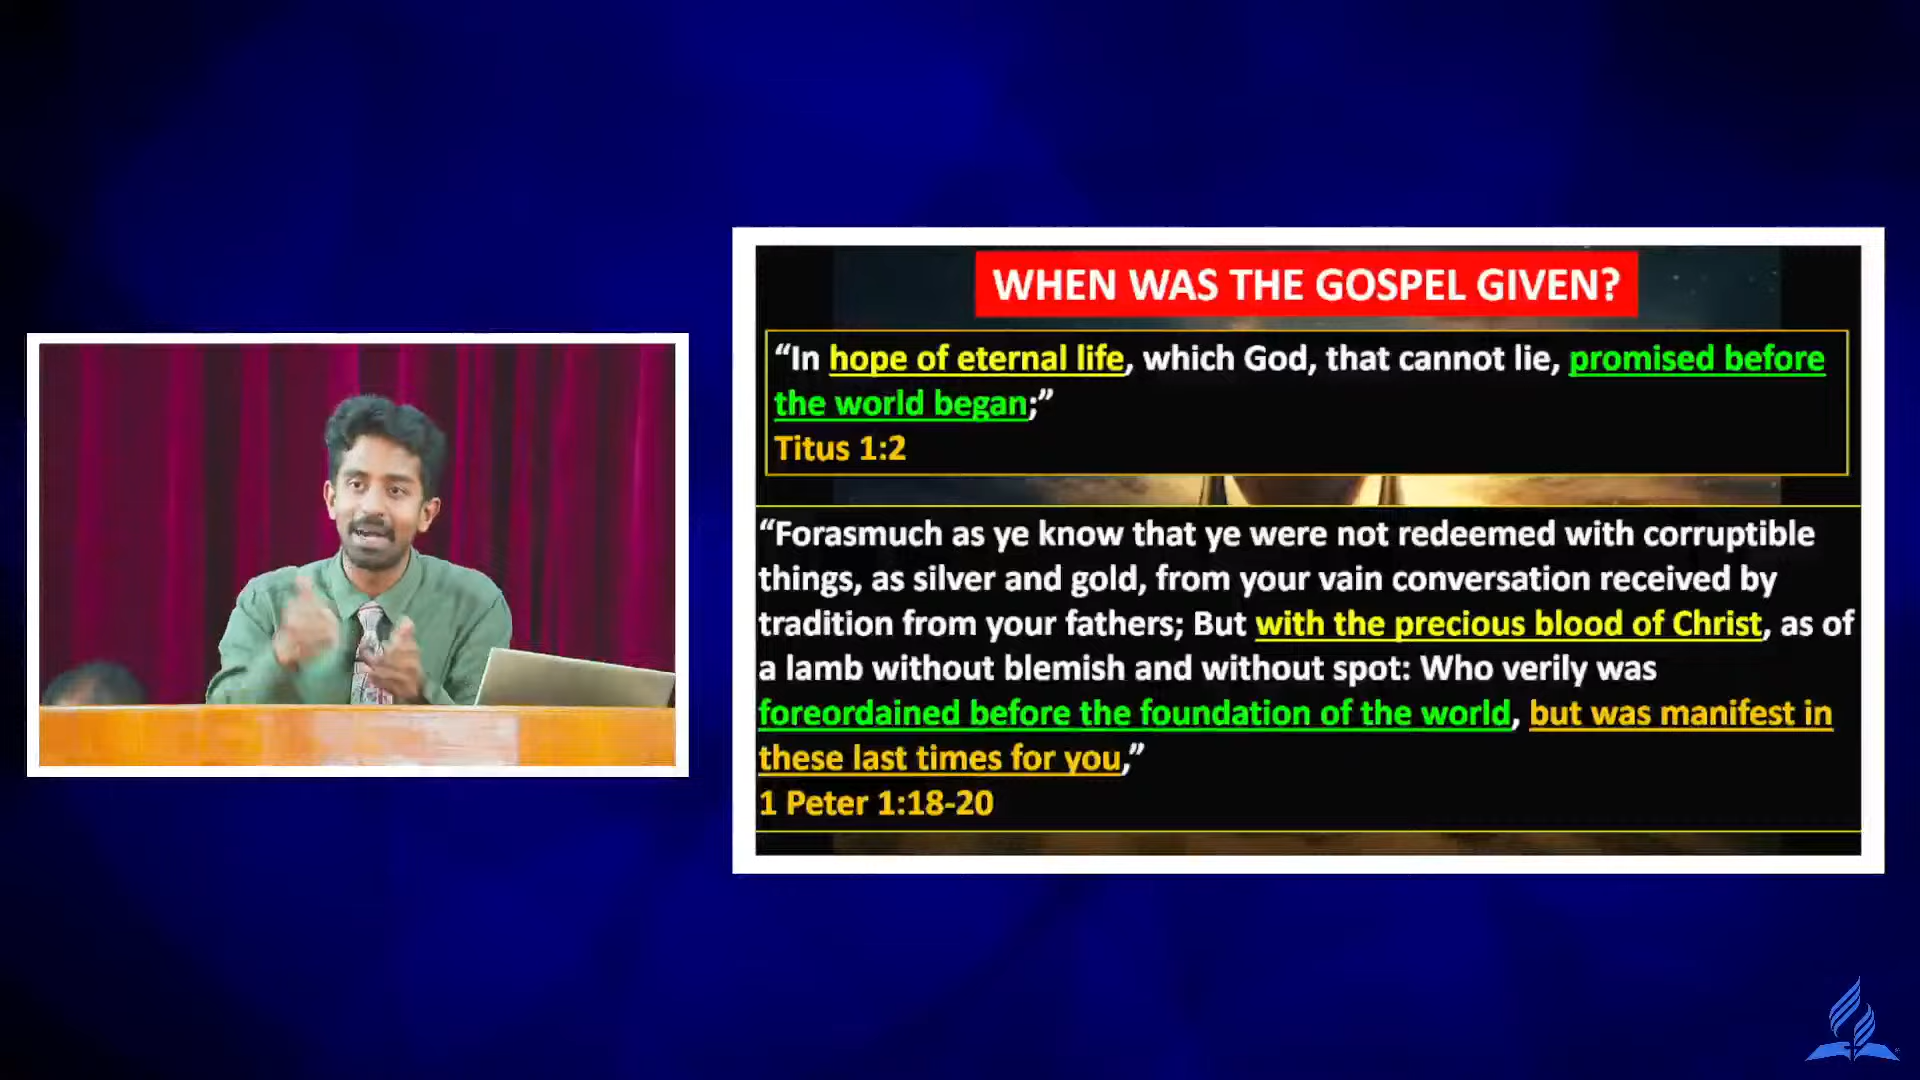 WHEN WAS THE GOSPEL GIVEN?
“In hope of eternal life, which God, that cannot lie, promised before
the world began;”
Titus 1:2
“Forasmuch as ye know that ye were not redeemed with corruptible
things, as silver and gold, from your vain conversation received by
tradition from your fathers; But with the precious blood of Christ, as of
a lamb without blemish and without spot: Who verily was
foreordained before the foundation of the world, but was manifest in
these last times for you,”
1 Peter 1:18-20